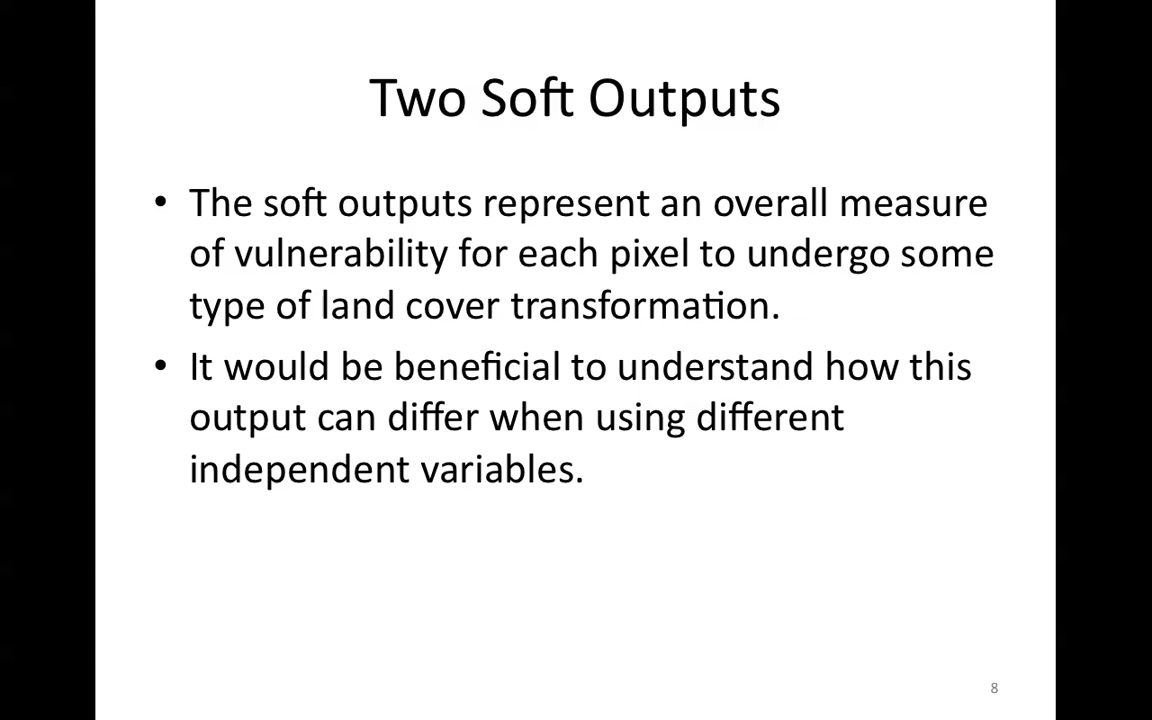 Two Soft Outputs
• The soft outputs represent an overall measure
of vulnerability for each pixel to undergo some
type of land cover transformation.
• It would be beneficial to understand how this
output can differ when using different
independent variables.
8